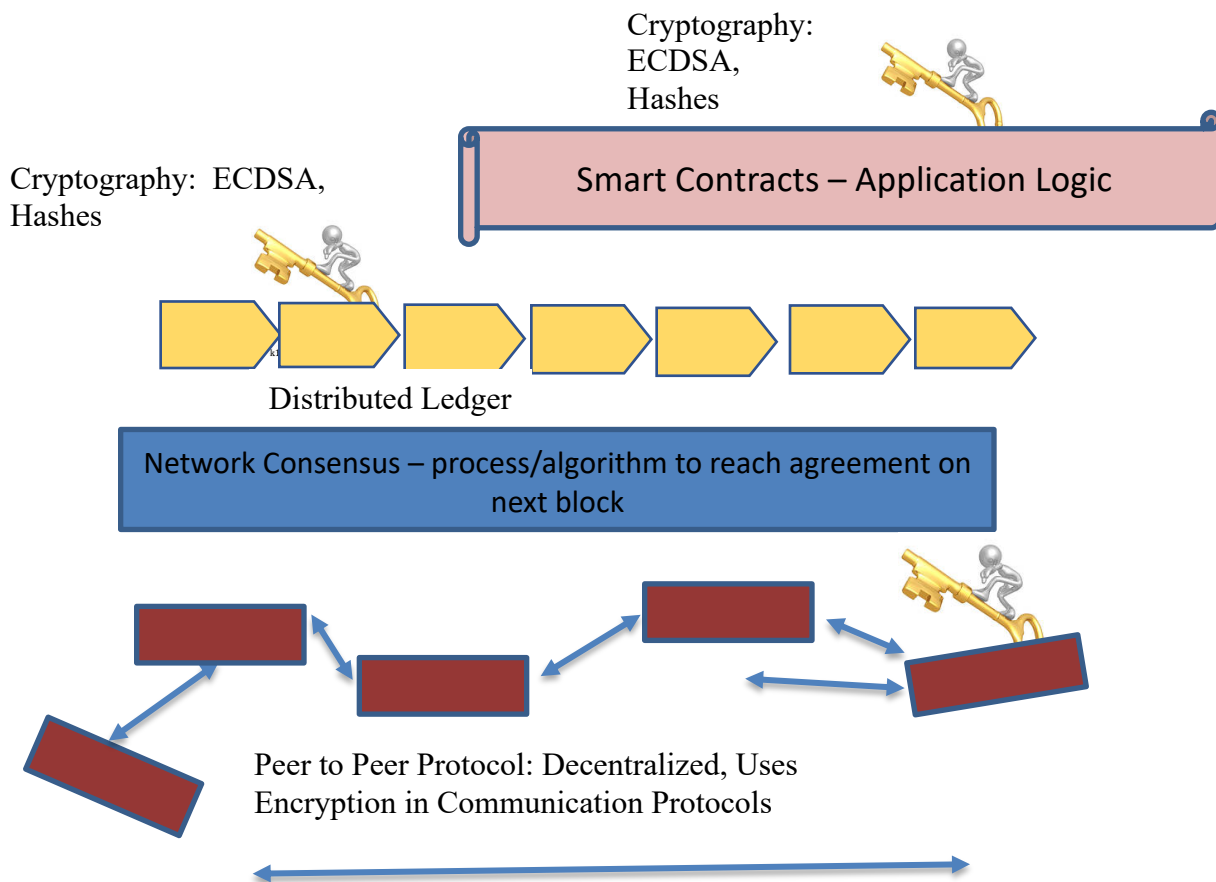 Cryptography:
ECDSA,
Hashes
Smart Contracts – Application Logic
Cryptography:  ECDSA,
Hashes
k1
Distributed Ledger
Network Consensus – process/algorithm to reach agreement on
next block
Peer to Peer Protocol: Decentralized, Uses
Encryption in Communication Protocols